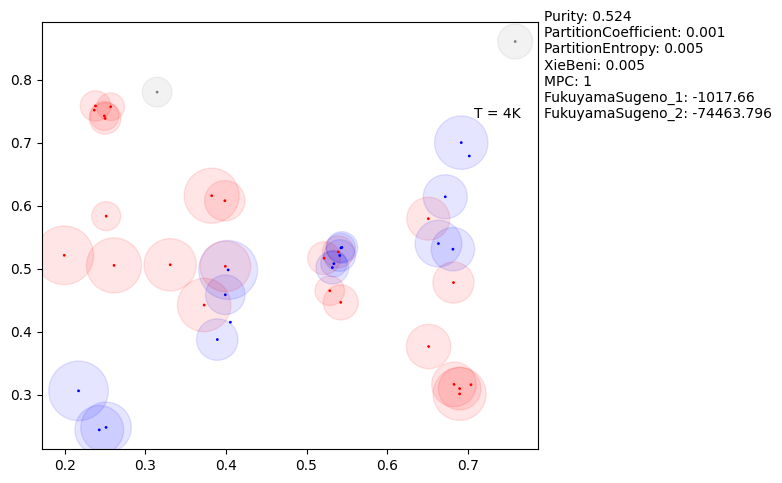 Purity: 0.524
PartitionCoefficient: 0.001
PartitionEntropy: 0.005
XieBeni: 0.005
MPC: 1
FukuyamaSugeno_1: -1017.66
FukuyamaSugeno_2: -74463.796
T = 4K
0.8
0.7
0.6
0.5
0.4
0.3
0.2 0.3 0.4 0.5 0.6 0.7